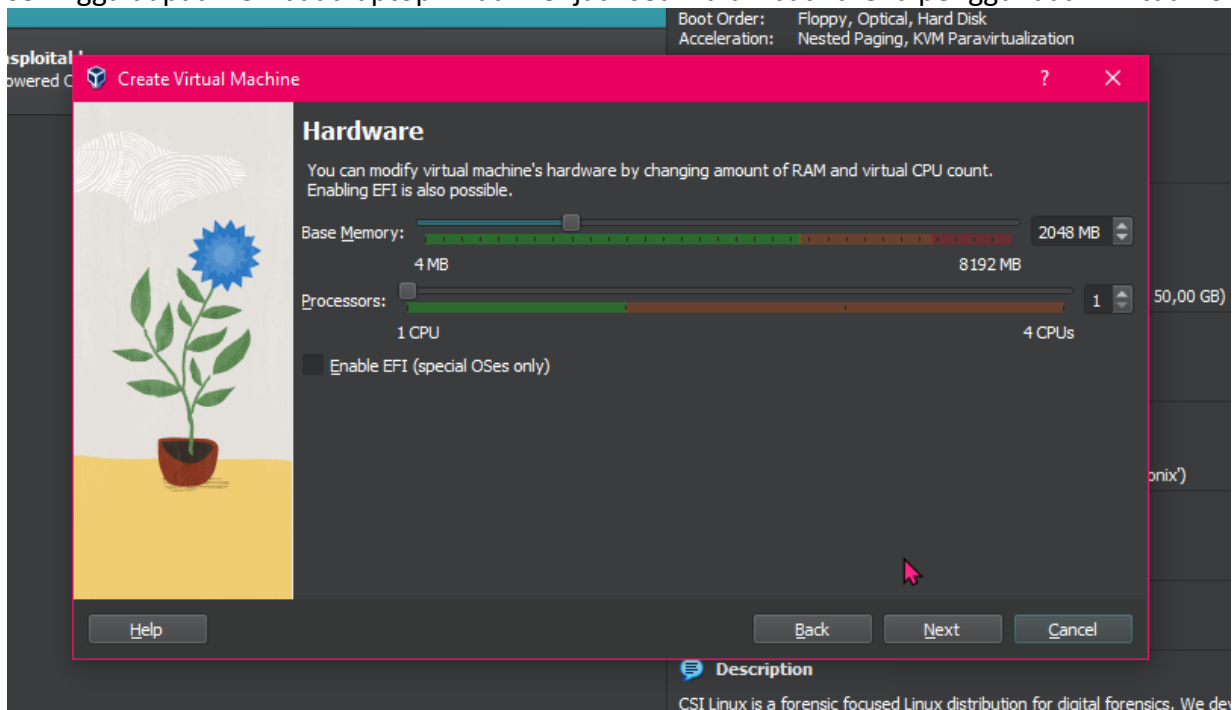 Boot Order: Floppy, Optical, Hard Disk
Acceleration: Nested Paging, KVM Paravirtualization
Create Virtual Machine
Hardware
You can modify virtual machine's hardware by changing amount of RAM and virtual CPU count.
Enabling EFI is also possible.
Base Memory: 2048 MB
4 MB 8192 MB
Processors: 1
50,00 GB)
1 CPU 4 CPUs
Enable EFI (special OSes only)
onix')
Help Back Next Cancel
Description
CSI Linux is a forensic focused Linux distribution for digital forensics. We dev